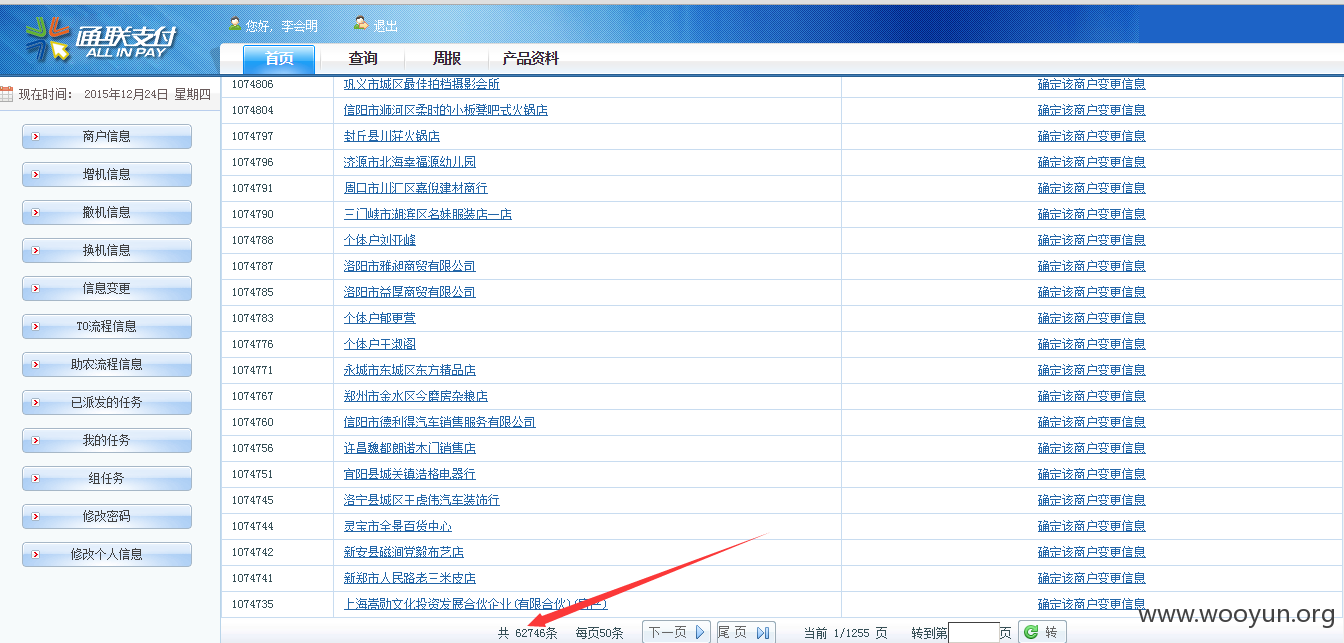 通联支付
ALL IN PAY
您好, 李会明 退出
首页 查询 周报 产品资料
现在时间: 2015年12月24日 星期四
商户信息
增机信息
撤机信息
换机信息
信息变更
TO流程信息
助农流程信息
已派发的任务
我的任务
组任务
修改密码
修改个人信息
1074806 巩义市城区最佳拍档摄影会所 确定该商户变更信息
1074804 信阳市浉河区柔时的小板凳吧式火锅店 确定该商户变更信息
1074797 封丘县川荘火锅店 确定该商户变更信息
1074796 济源市北海幸福源幼儿园 确定该商户变更信息
1074791 周口市川汇区嘉倪建材商行 确定该商户变更信息
1074790 三门峡市湖滨区名妹服装店一店 确定该商户变更信息
1074788 个体户刘亚峰 确定该商户变更信息
1074787 洛阳市雅昶商贸有限公司 确定该商户变更信息
1074785 洛阳市益厚商贸有限公司 确定该商户变更信息
1074783 个体户郁更营 确定该商户变更信息
1074776 个体户王淑阁 确定该商户变更信息
1074771 永城市东城区东方精品店 确定该商户变更信息
1074767 郑州市金水区今磨房杂粮店 确定该商户变更信息
1074760 信阳市德利得汽车销售服务有限公司 确定该商户变更信息
1074756 许昌魏都朗诺木门销售店 确定该商户变更信息
1074751 宜阳县城关镇浩格电器行 确定该商户变更信息
1074745 洛宁县城区王虎伟汽车装饰行 确定该商户变更信息
1074744 灵宝市全景百货中心 确定该商户变更信息
1074742 新安县磁涧党毅布艺店 确定该商户变更信息
1074741 新郑市人民路老三米皮店 确定该商户变更信息
1074735 上海嵩勋文化投资发展合伙企业(有限合伙) 确定该商户变更信息
共 62746条 每页50条 下一页 尾 页 当前 1/1255 页 转到第 页 转
www.wooyun.org